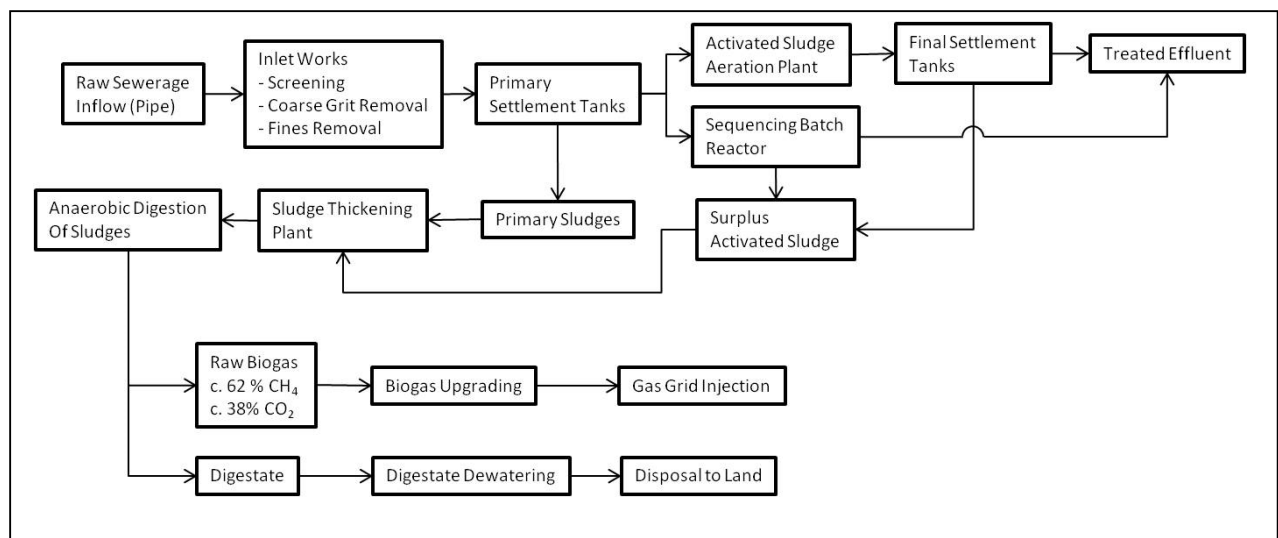 Raw Sewerage
Inflow (Pipe)
Inlet Works
- Screening
- Coarse Grit Removal
- Fines Removal
Primary
Settlement Tanks
Activated Sludge
Aeration Plant
Final Settlement
Tanks
Treated Effluent
Sequencing Batch
Reactor
Anaerobic Digestion
Of Sludges
Sludge Thickening
Plant
Primary Sludges
Surplus
Activated Sludge
Raw Biogas
c. 62 % CH₄
c. 38% CO₂
Biogas Upgrading
Gas Grid Injection
Digestate
Digestate Dewatering
Disposal to Land